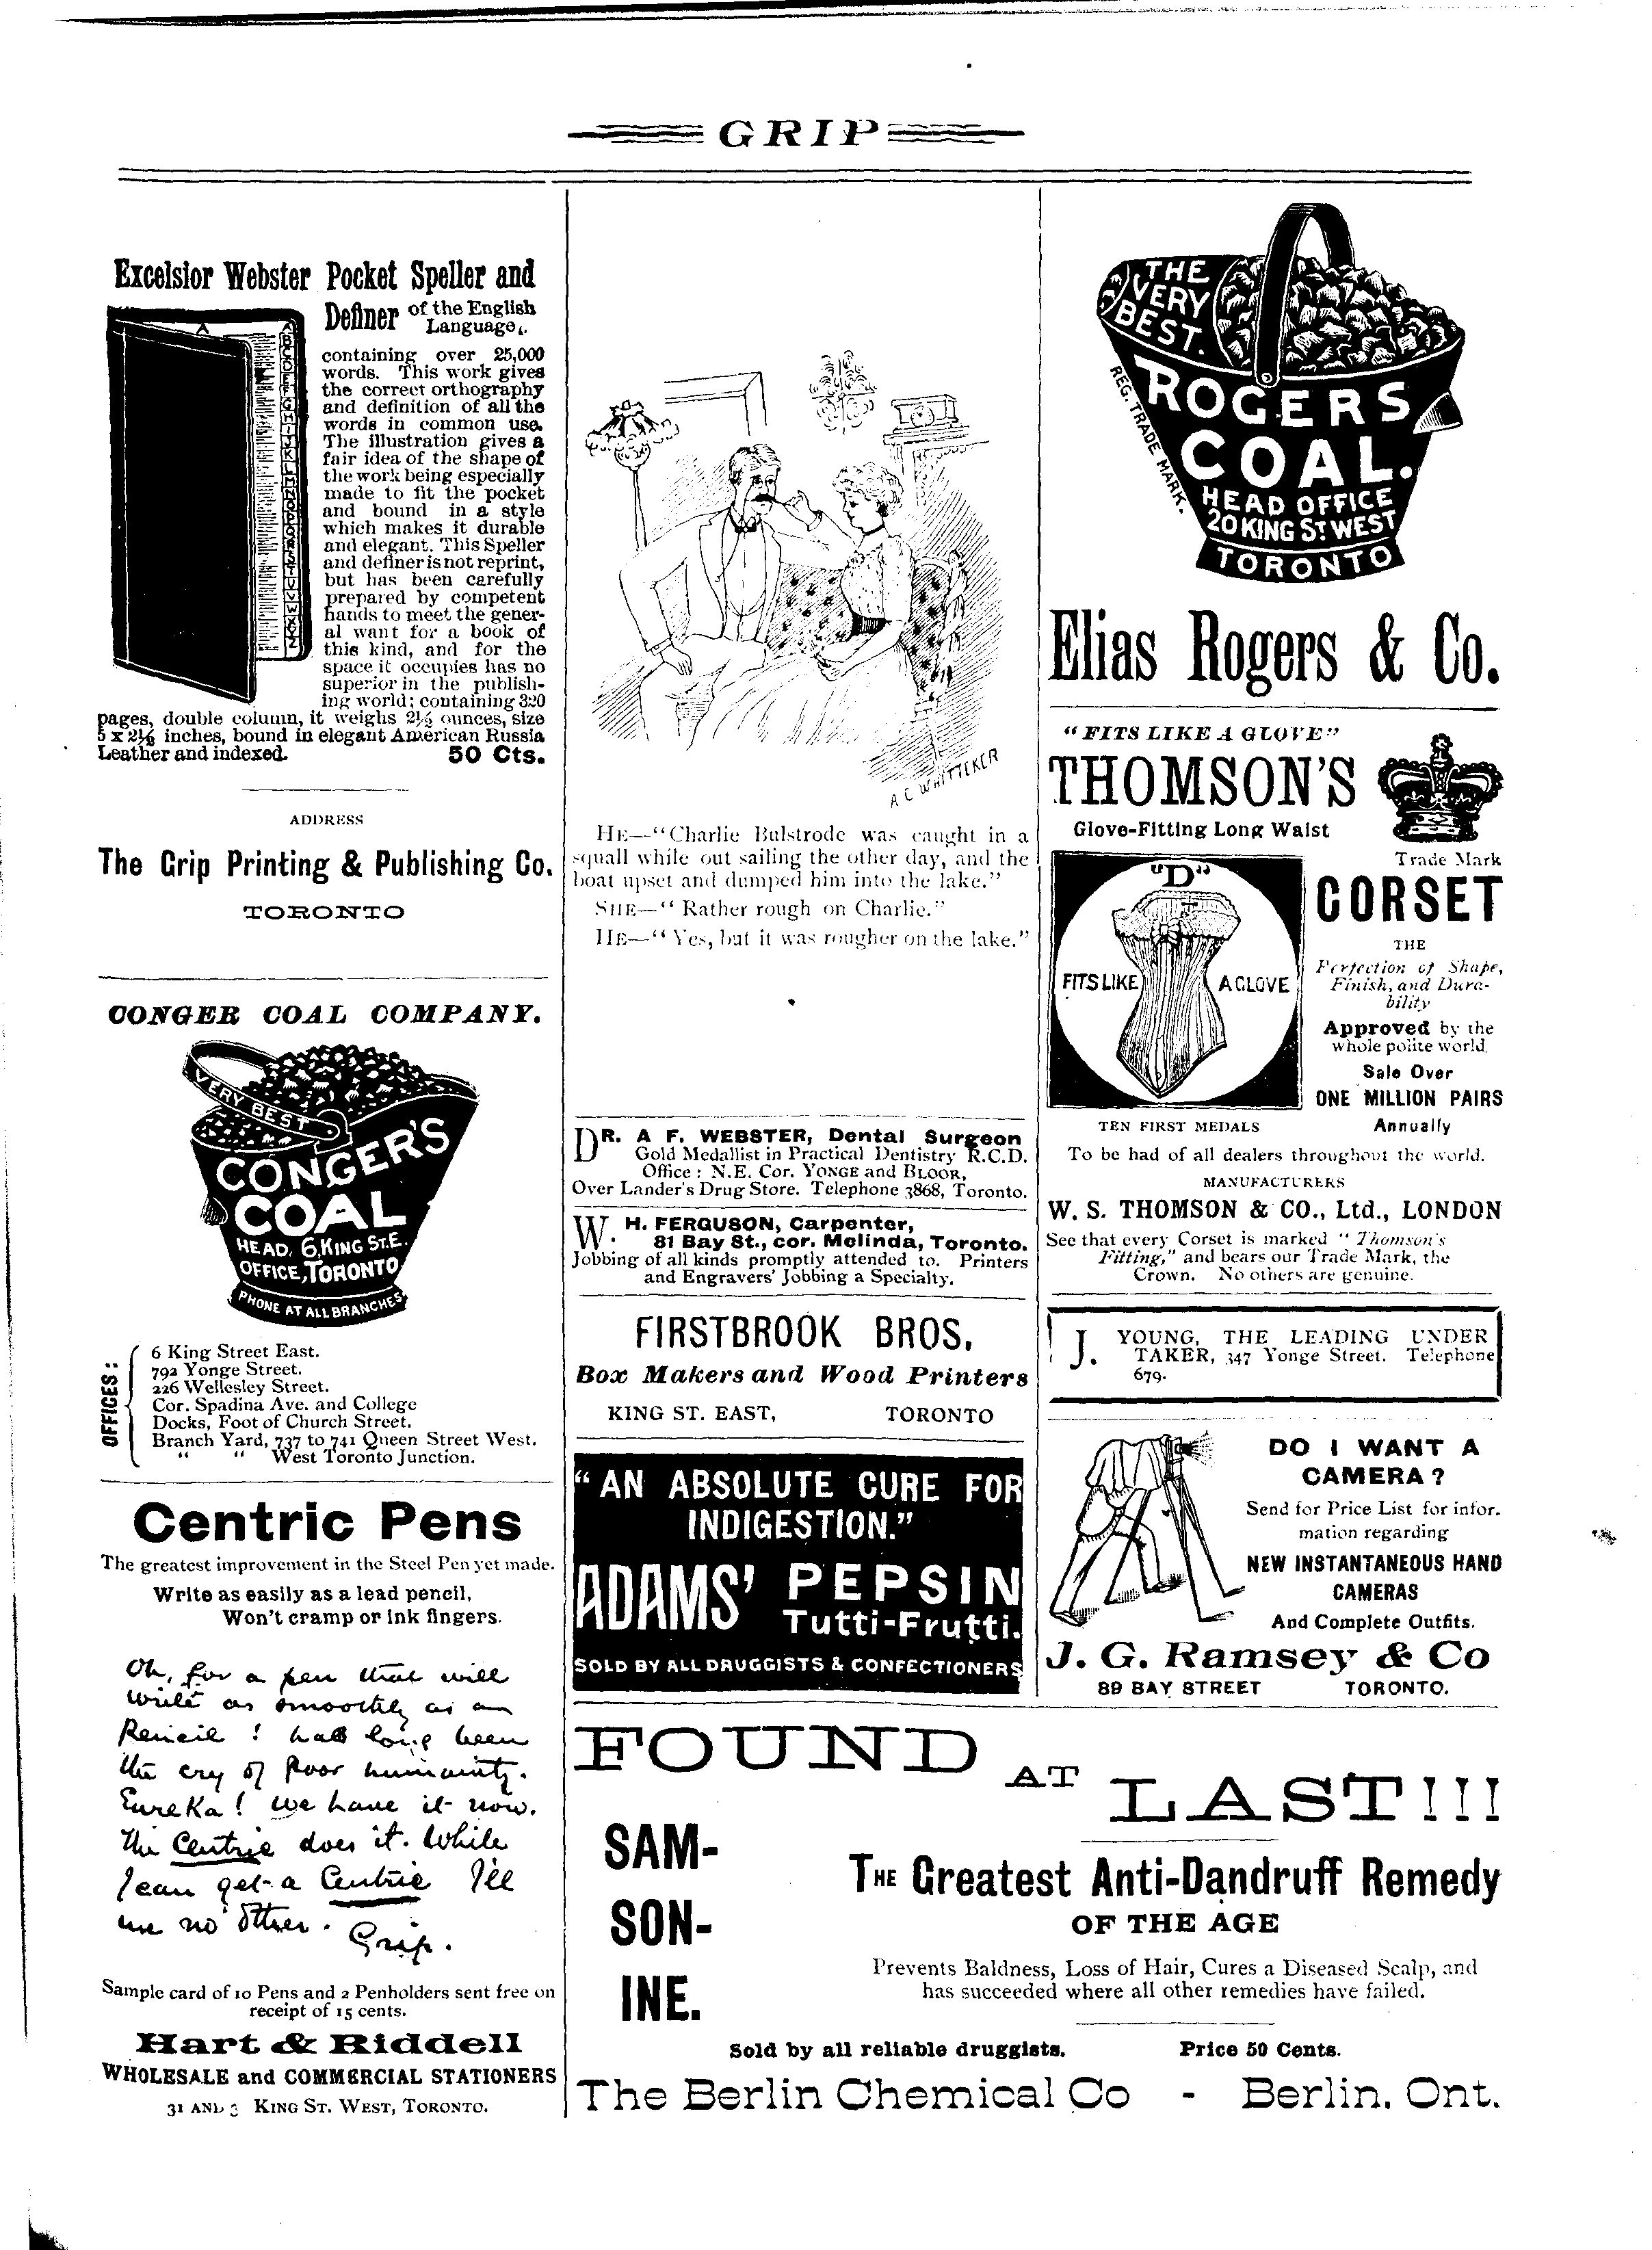 GRIP
Excelsior Webster Pocket Speller and
Definer of the English
Language,
containing over 25,000
words. This work gives
the correct orthography
and definition of all the
words in common use.
The illustration gives a
fair idea of the shape of
the work being especially
made to fit the pocket
and bound in a style
which makes it durable
and elegant. This Speller
and definer is not reprint,
but has been carefully
prepared by competent
hands to meet the gener-
al want for a book of
this kind, and for the
space it occupies has no
superior in the publish-
ing world; containing 320
pages, double column, it weighs 2½ ounces, size
5 x 2½ inches, bound in elegant American Russia
Leather and indexed. 50 Cts.
ADDRESS
The Grip Printing & Publishing Co.
TORONTO
CONGER COAL COMPANY.
VERY BEST
CONGER'S
COAL
HEAD, 6, KING ST. E.
OFFICE, TORONTO
PHONE AT ALL BRANCHES
OFFICES:
6 King Street East.
792 Yonge Street.
226 Wellesley Street.
Cor. Spadina Ave. and College
Docks, Foot of Church Street.
Branch Yard, 737 to 741 Queen Street West.
" " West Toronto Junction.
Centric Pens
The greatest improvement in the Steel Pen yet made.
Write as easily as a lead pencil,
Won't cramp or ink fingers.
Oh, for a pen that will
write as smoothly as a
Pencil! has long been
the cry of poor humanity.
Eureka! we have it now.
The Centric does it. While
I can get a Centric I'll
use no other. Grip.
Sample card of 10 Pens and 2 Penholders sent free on
receipt of 15 cents.
Hart & Riddell
WHOLESALE and COMMERCIAL STATIONERS
31 AND 3 KING ST. WEST, TORONTO.
A C WHITTEKER
HE—"Charlie Bulstrode was caught in a
squall while out sailing the other day, and the
boat upset and dumped him into the lake."
SHE—"Rather rough on Charlie."
HE—"Yes, but it was rougher on the lake."
DR. A F. WEBSTER, Dental Surgeon
Gold Medallist in Practical Dentistry R.C.D.
Office: N.E. Cor. YONGE and BLOOR,
Over Lander's Drug Store. Telephone 3868, Toronto.
W. H. FERGUSON, Carpenter,
81 Bay St., cor. Melinda, Toronto.
Jobbing of all kinds promptly attended to. Printers
and Engravers' Jobbing a Specialty.
FIRSTBROOK BROS,
Box Makers and Wood Printers
KING ST. EAST, TORONTO
"AN ABSOLUTE CURE FOR
INDIGESTION."
ADAMS' PEPSIN
Tutti-Frutti.
SOLD BY ALL DRUGGISTS & CONFECTIONERS
THE
VERY
BEST.
REG. TRADE MARK.
ROGERS
COAL.
HEAD OFFICE
20 KING ST. WEST
TORONTO
Elias Rogers & Co.
"FITS LIKE A GLOVE"
THOMSON'S
Glove-Fitting Long Waist
Trade Mark
CORSET
"D"
FITS LIKE A GLOVE
THE
Perfection of Shape,
Finish, and Dura-
bility
Approved by the
whole polite world.
Sale Over
ONE MILLION PAIRS
Annually
TEN FIRST MEDALS
To be had of all dealers throughout the world.
MANUFACTURERS
W. S. THOMSON & CO., Ltd., LONDON
See that every Corset is marked "Thomson's
Fitting," and bears our Trade Mark, the
Crown. No others are genuine.
J. YOUNG, THE LEADING UNDER
TAKER, 347 Yonge Street. Telephone
679.
DO I WANT A
CAMERA?
Send for Price List for infor.
mation regarding
NEW INSTANTANEOUS HAND
CAMERAS
And Complete Outfits.
J. G. Ramsey & Co
89 BAY STREET TORONTO.
FOUND AT LAST!!!
SAM-
SON-
INE.
THE Greatest Anti-Dandruff Remedy
OF THE AGE
Prevents Baldness, Loss of Hair, Cures a Diseased Scalp, and
has succeeded where all other remedies have failed.
Sold by all reliable druggists. Price 50 Cents.
The Berlin Chemical Co - Berlin, Ont.